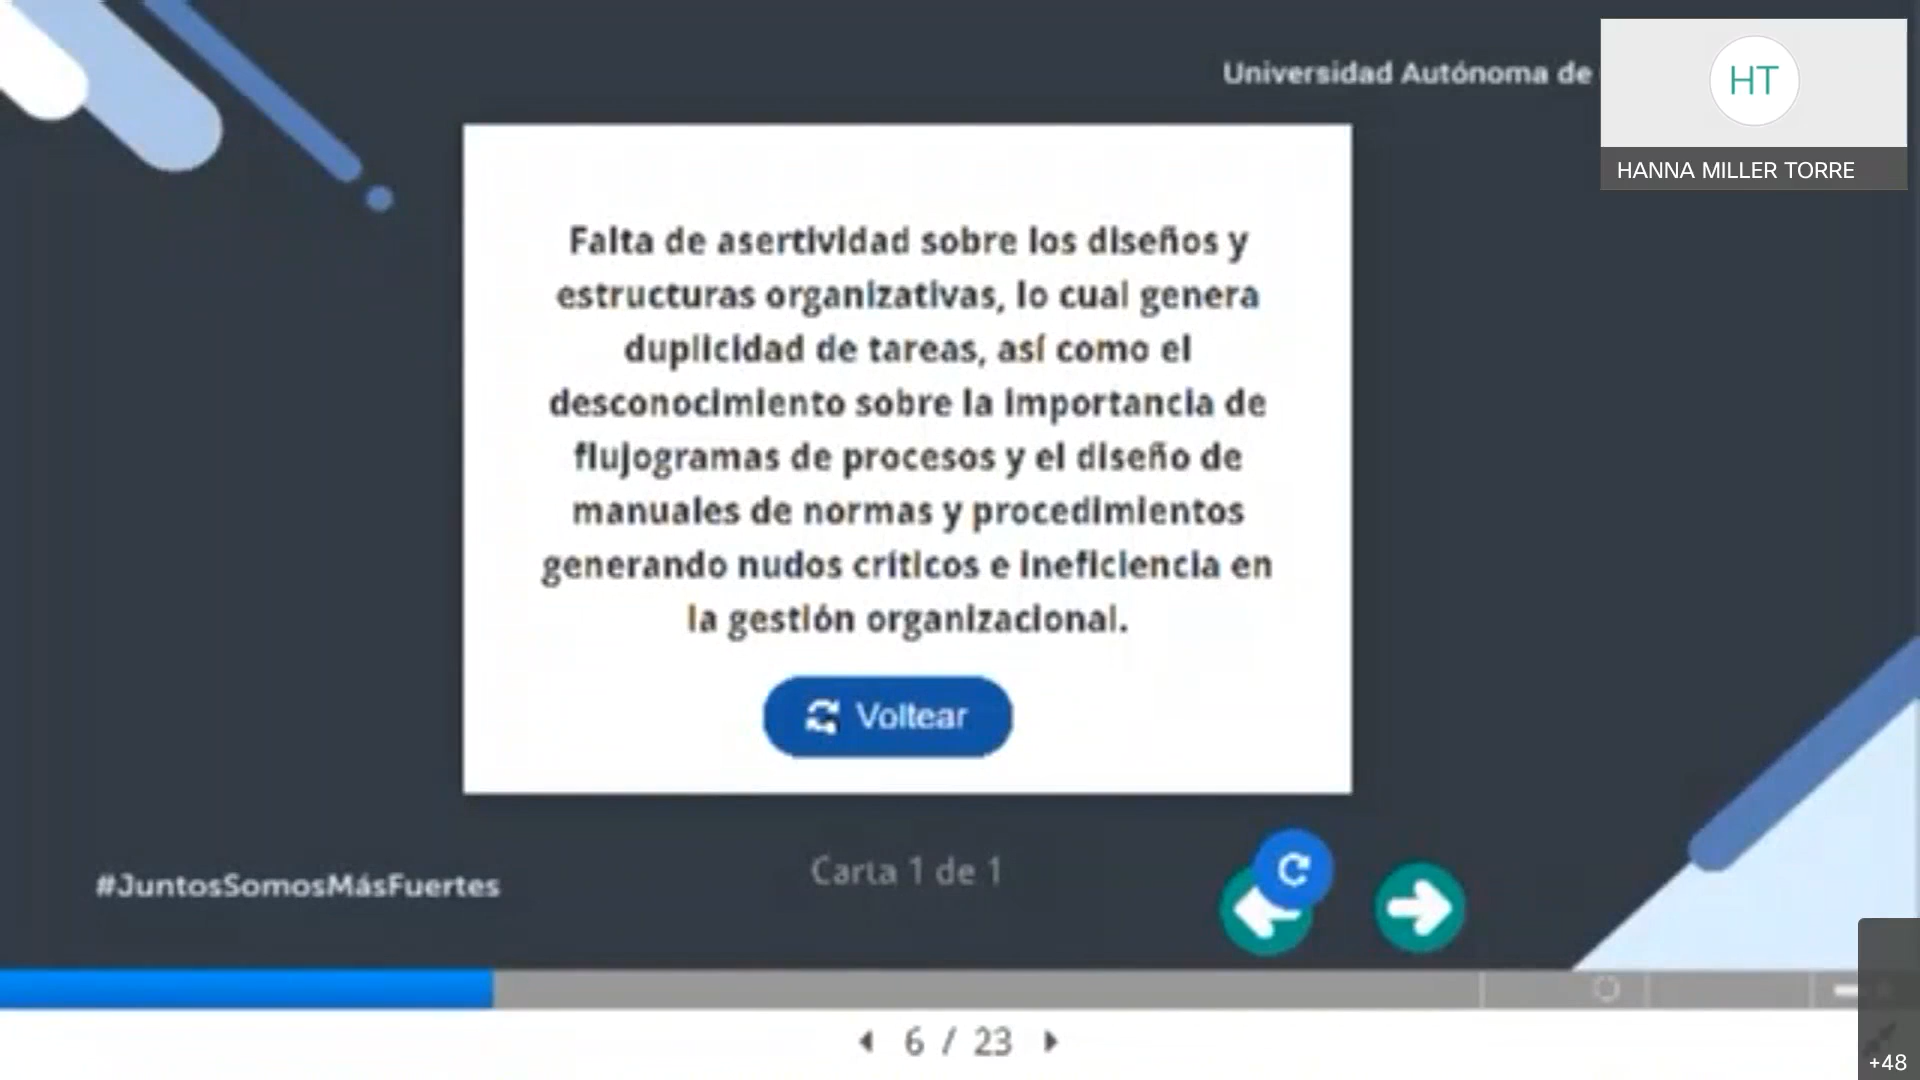 Universidad Autónoma de
HT
HANNA MILLER TORRE
Falta de asertividad sobre los diseños y
estructuras organizativas, lo cual genera
duplicidad de tareas, así como el
desconocimiento sobre la importancia de
flujogramas de procesos y el diseño de
manuales de normas y procedimientos
generando nudos críticos e ineficiencia en
la gestión organizacional.
Voltear
#JuntosSomosMásFuertes
Carta 1 de 1
6 / 23
+48